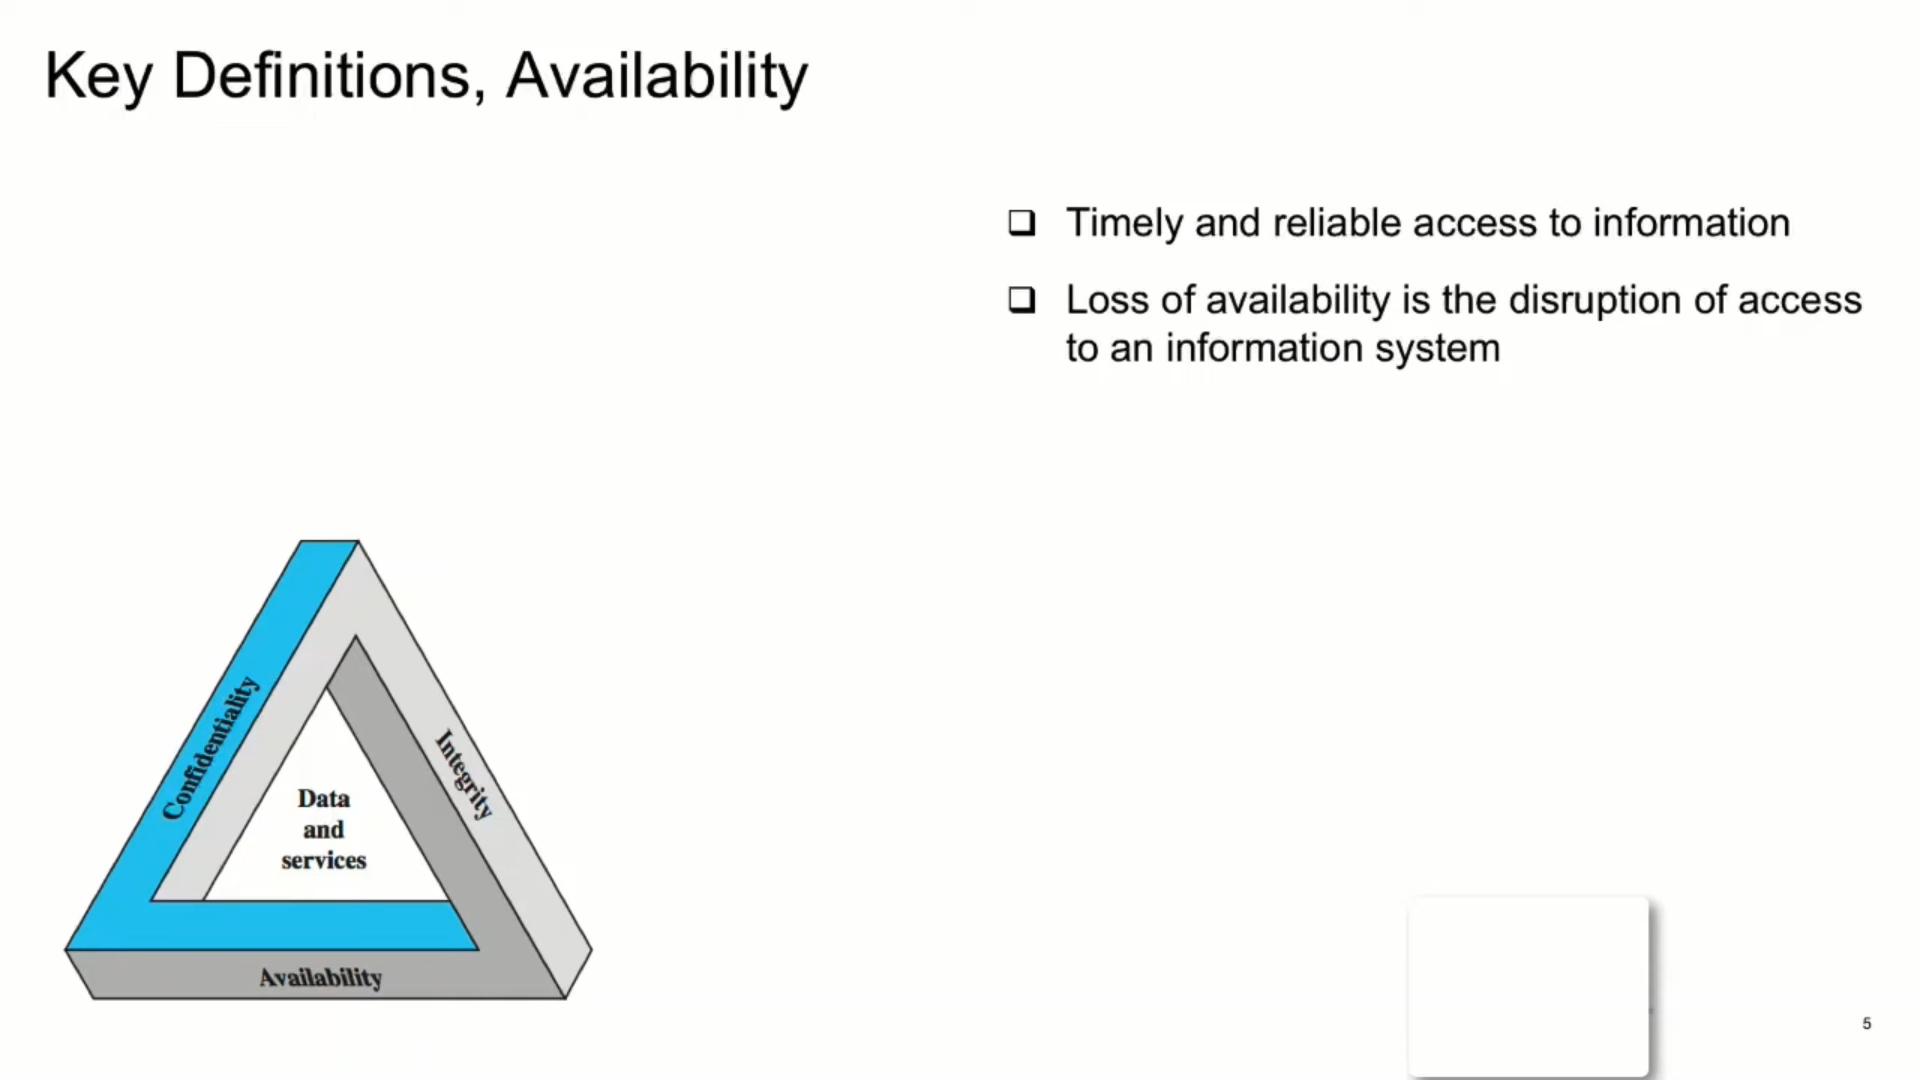 Key Definitions, Availability
❑ Timely and reliable access to information
❑ Loss of availability is the disruption of access
to an information system
Confidentiality
Integrity
Data
and
services
Availability
5